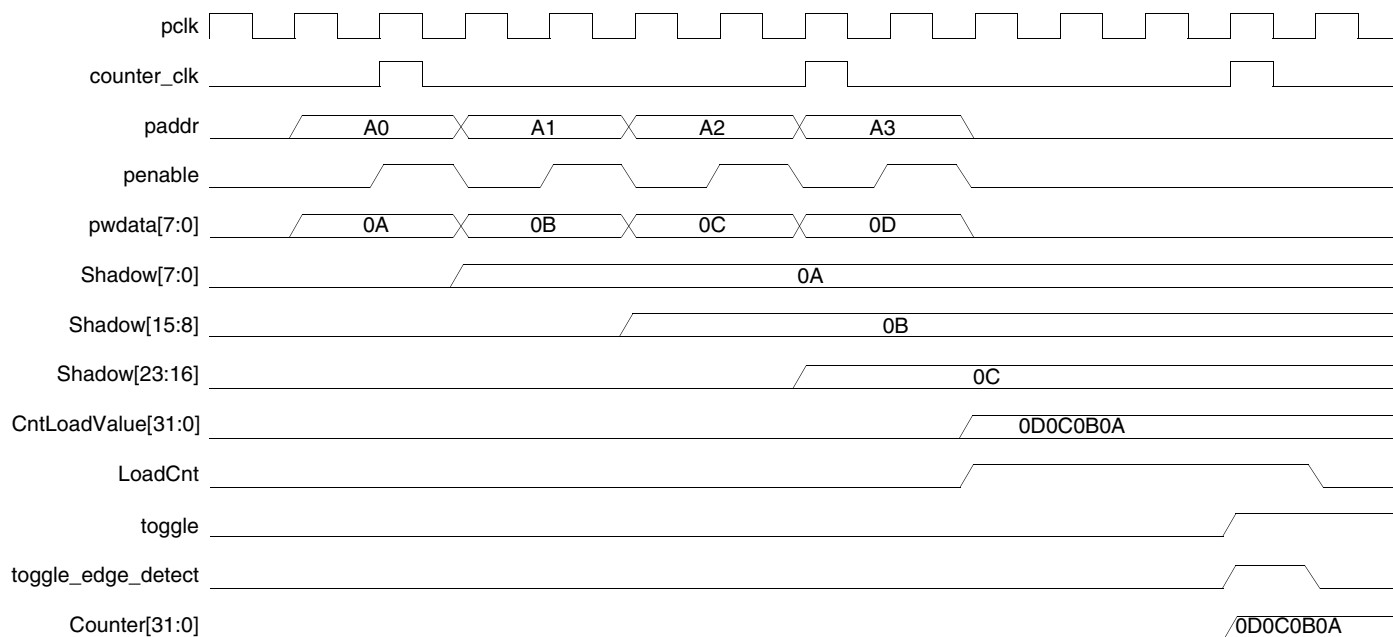 pclk
counter_clk
paddr A0 A1 A2 A3
penable
pwdata[7:0] 0A 0B 0C 0D
Shadow[7:0] 0A
Shadow[15:8] 0B
Shadow[23:16] 0C
CntLoadValue[31:0] 0D0C0B0A
LoadCnt
toggle
toggle_edge_detect
Counter[31:0] 0D0C0B0A